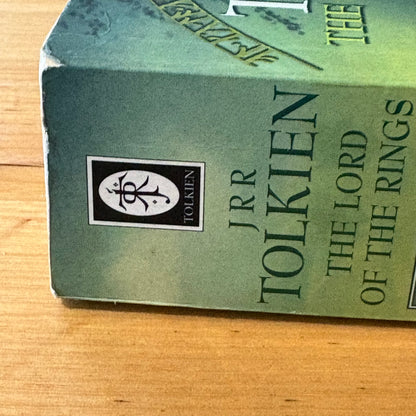 THE
TOLKIEN
J R R
TOLKIEN
THE LORD
OF THE RINGS